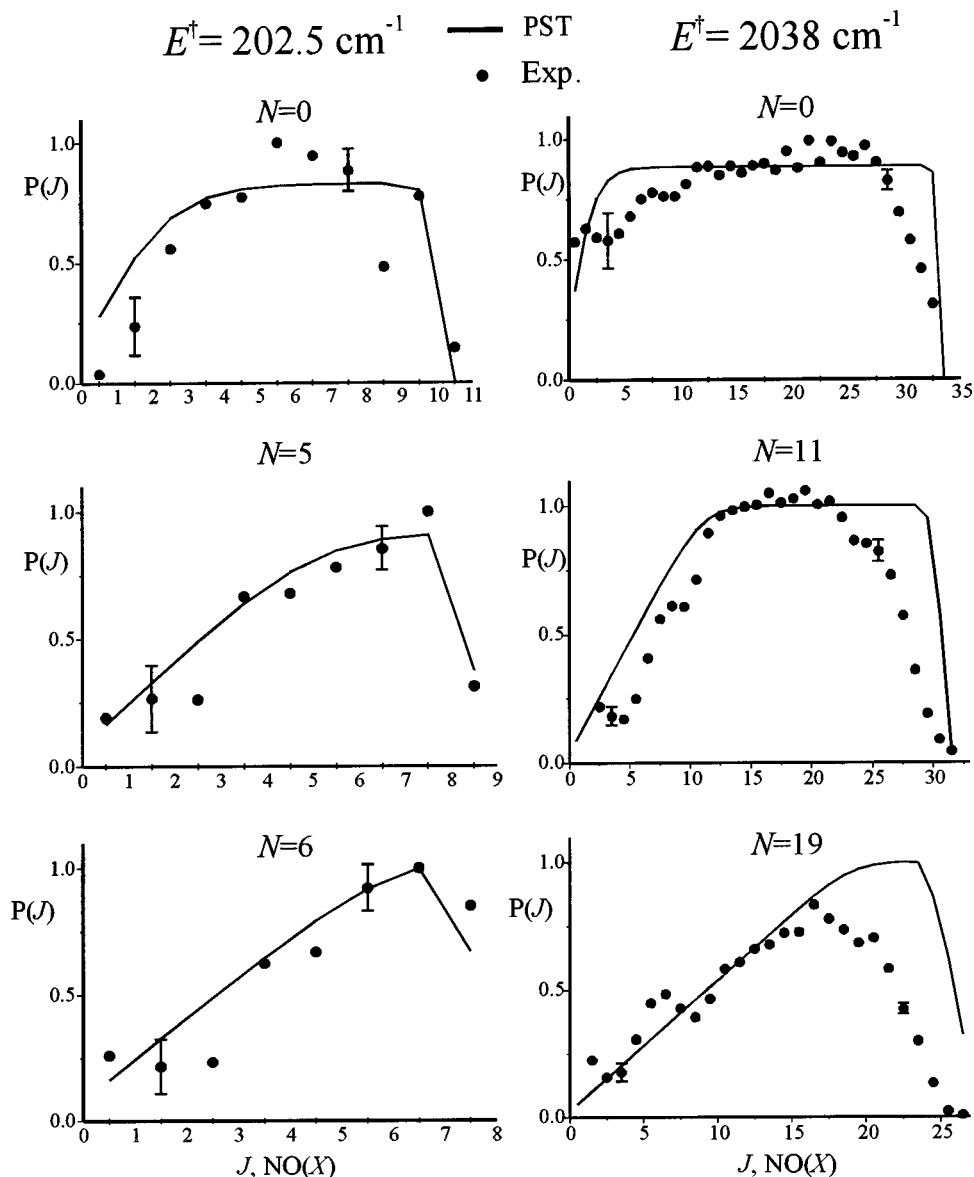 E† = 202.5 cm⁻¹
PST
Exp.
E† = 2038 cm⁻¹
N=0
1.0
P(J)
0.5
0.0
0 1 2 3 4 5 6 7 8 9 10 11
N=0
1.0
P(J)
0.5
0.0
0 5 10 15 20 25 30 35
N=5
1.0
P(J)
0.5
0.0
0 1 2 3 4 5 6 7 8 9
N=11
1.0
P(J)
0.5
0.0
0 5 10 15 20 25 30
N=6
1.0
P(J)
0.5
0.0
0 1 2 3 4 5 6 7 8
J, NO(X)
N=19
1.0
P(J)
0.5
0.0
0 5 10 15 20 25
J, NO(X)